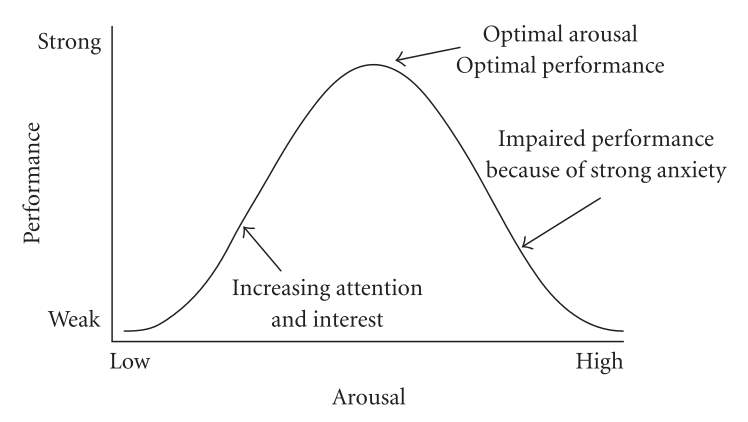 Strong
Optimal arousal
Optimal performance
Performance
Impaired performance
because of strong anxiety
Increasing attention
and interest
Weak
Low
High
Arousal